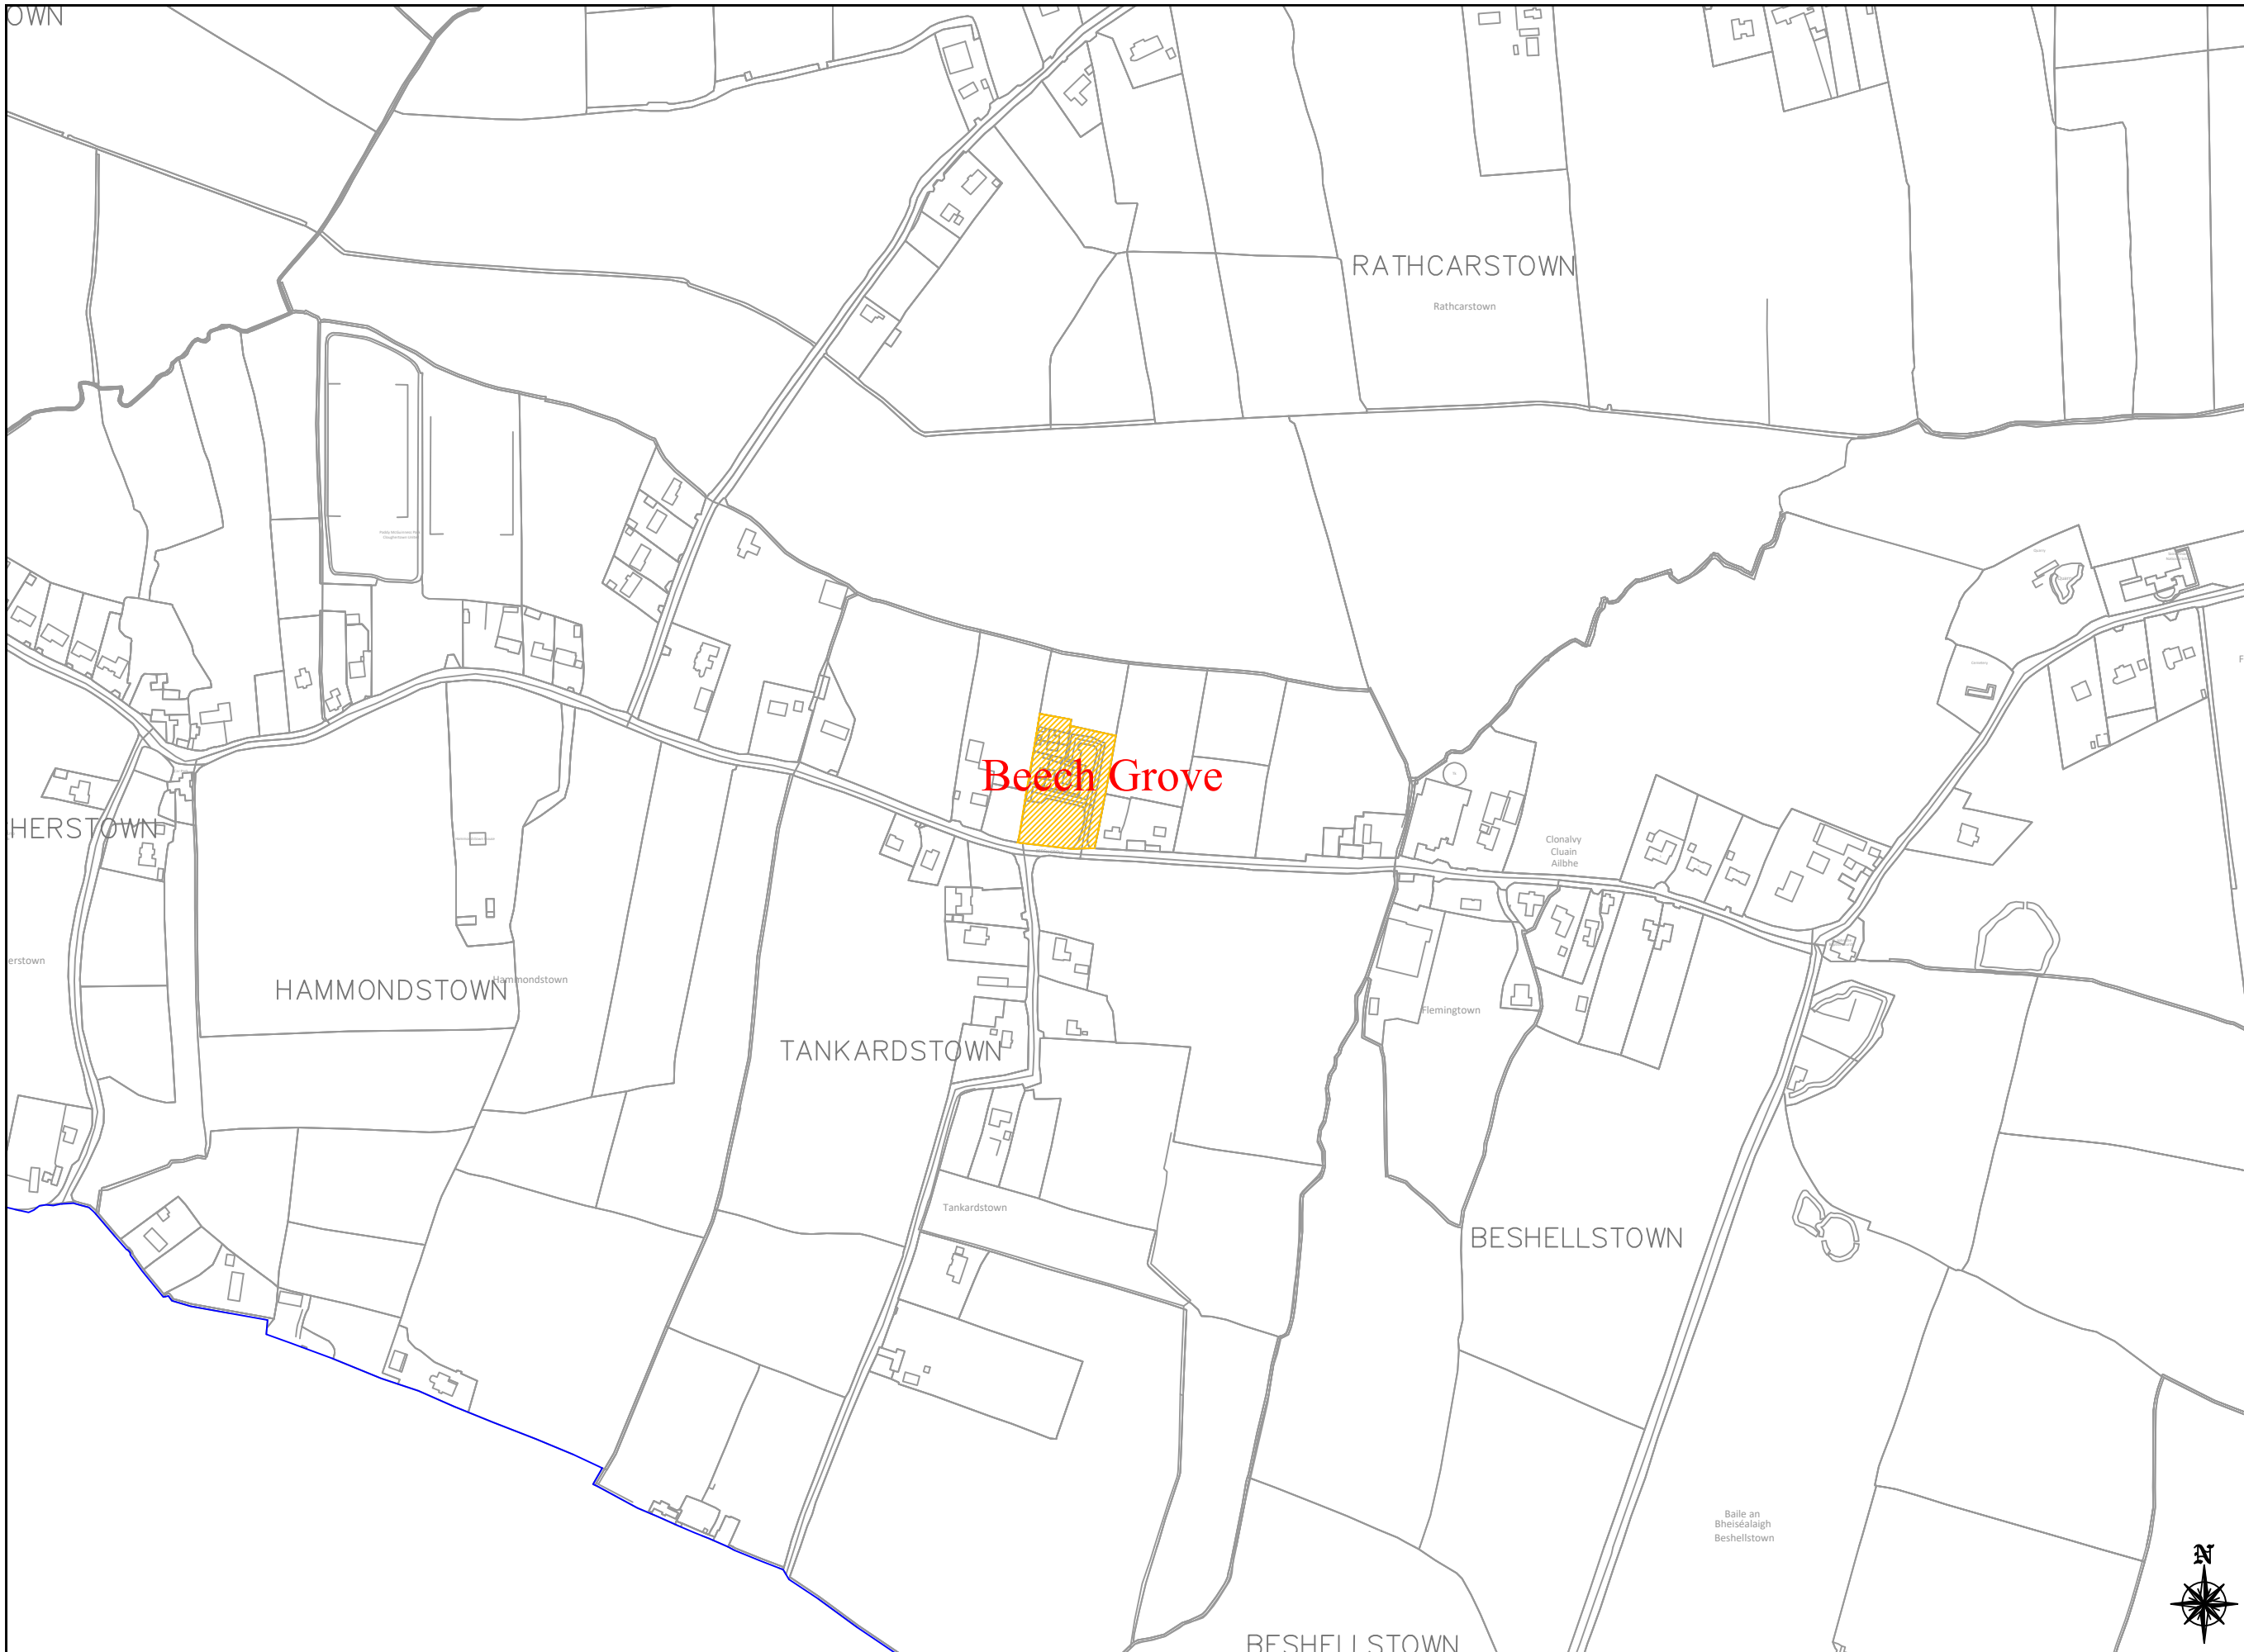 OWN
RATHCARSTOWN
Rathcarstown
Beech Grove
HERSTOWN
Clonalvy
Cluain
Ailbhe
erstown
HAMMONDSTOWN
Hammondstown
Flemingtown
TANKARDSTOWN
Tankardstown
BESHELLSTOWN
Baile an
Bheiséalaigh
Beshellstown
N
BESHELLSTOWN